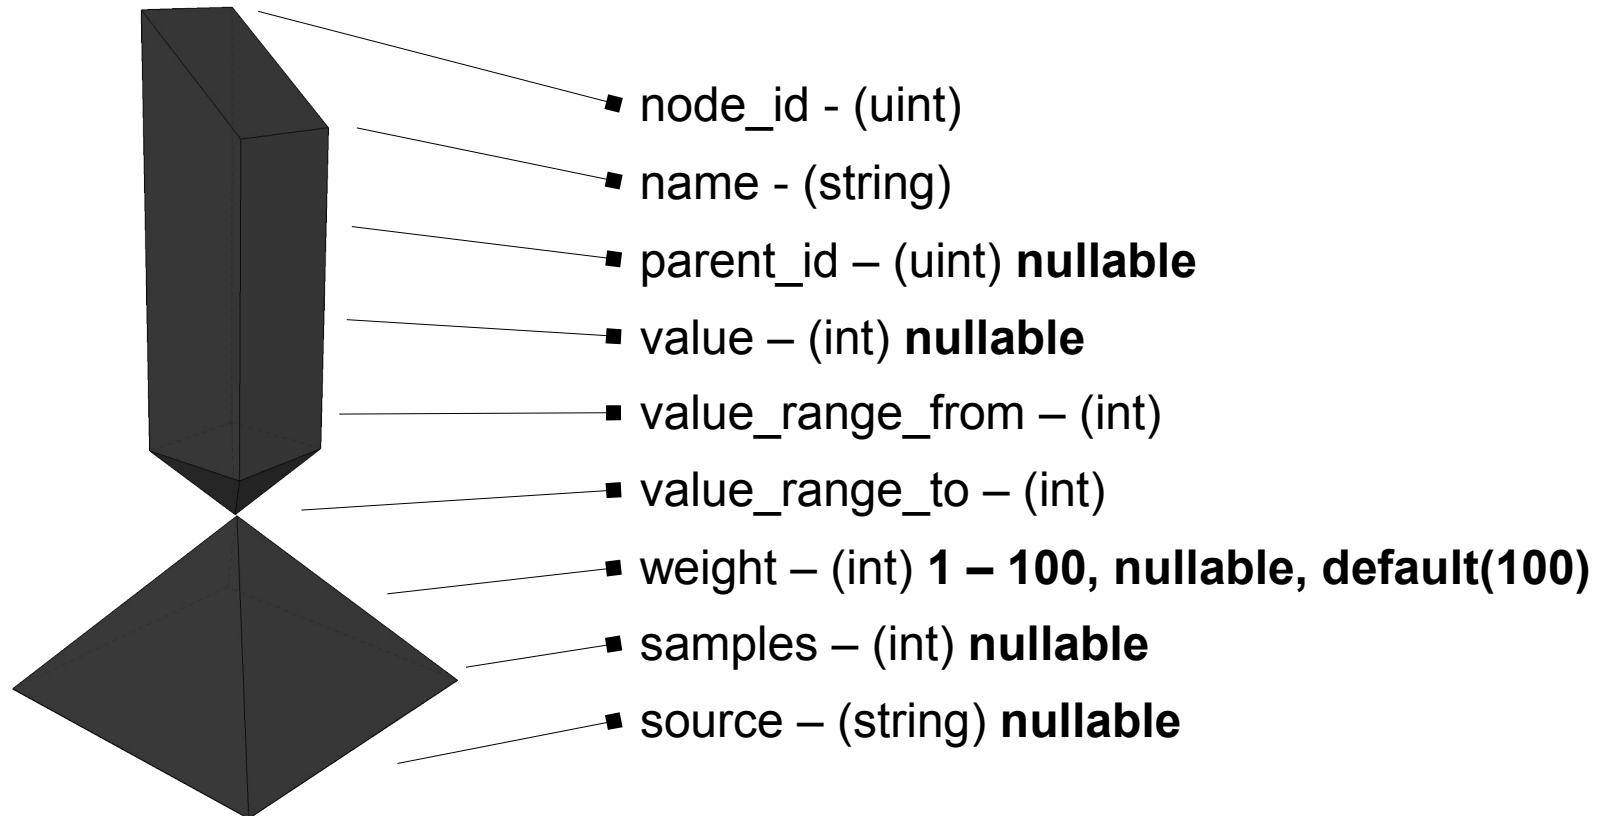 node_id - (uint)
name - (string)
parent_id – (uint) nullable
value – (int) nullable
value_range_from – (int)
value_range_to – (int)
weight – (int) 1 – 100, nullable, default(100)
samples – (int) nullable
source – (string) nullable